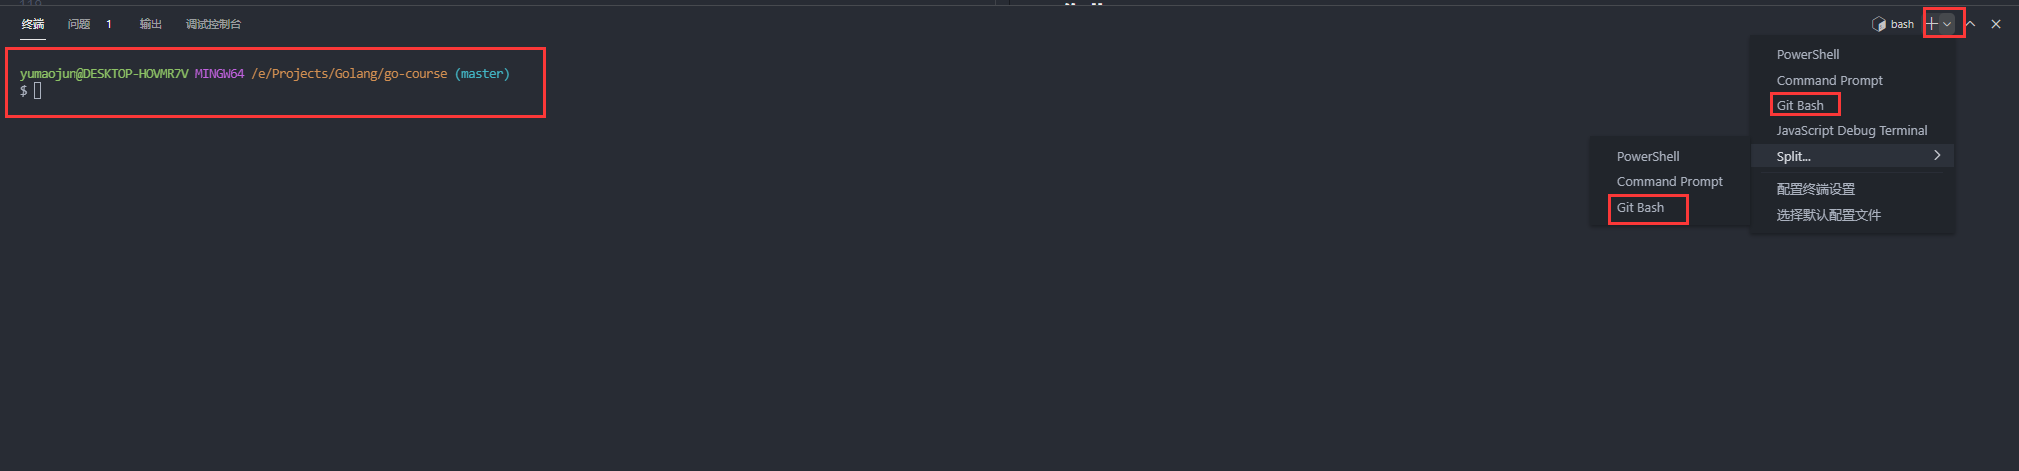 终端 问题 1 输出 调试控制台 bash
yumaojun@DESKTOP-HOVMR7V MINGW64 /e/Projects/Golang/go-course (master)
$
PowerShell
Command Prompt
Git Bash
JavaScript Debug Terminal
Split...
配置终端设置
选择默认配置文件
PowerShell
Command Prompt
Git Bash